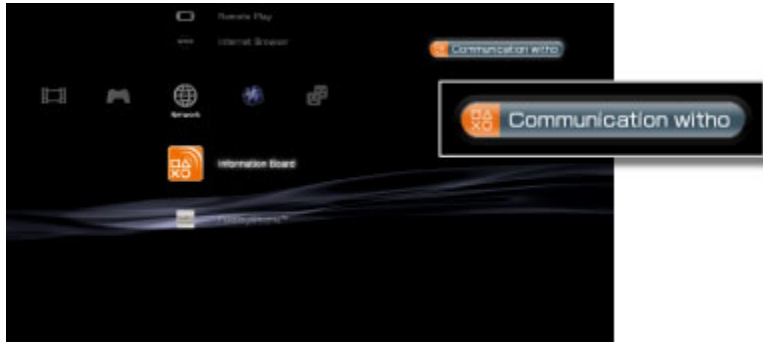 Remote Play
Internet Browser
Communication witho
Network
Communication witho
Information Board